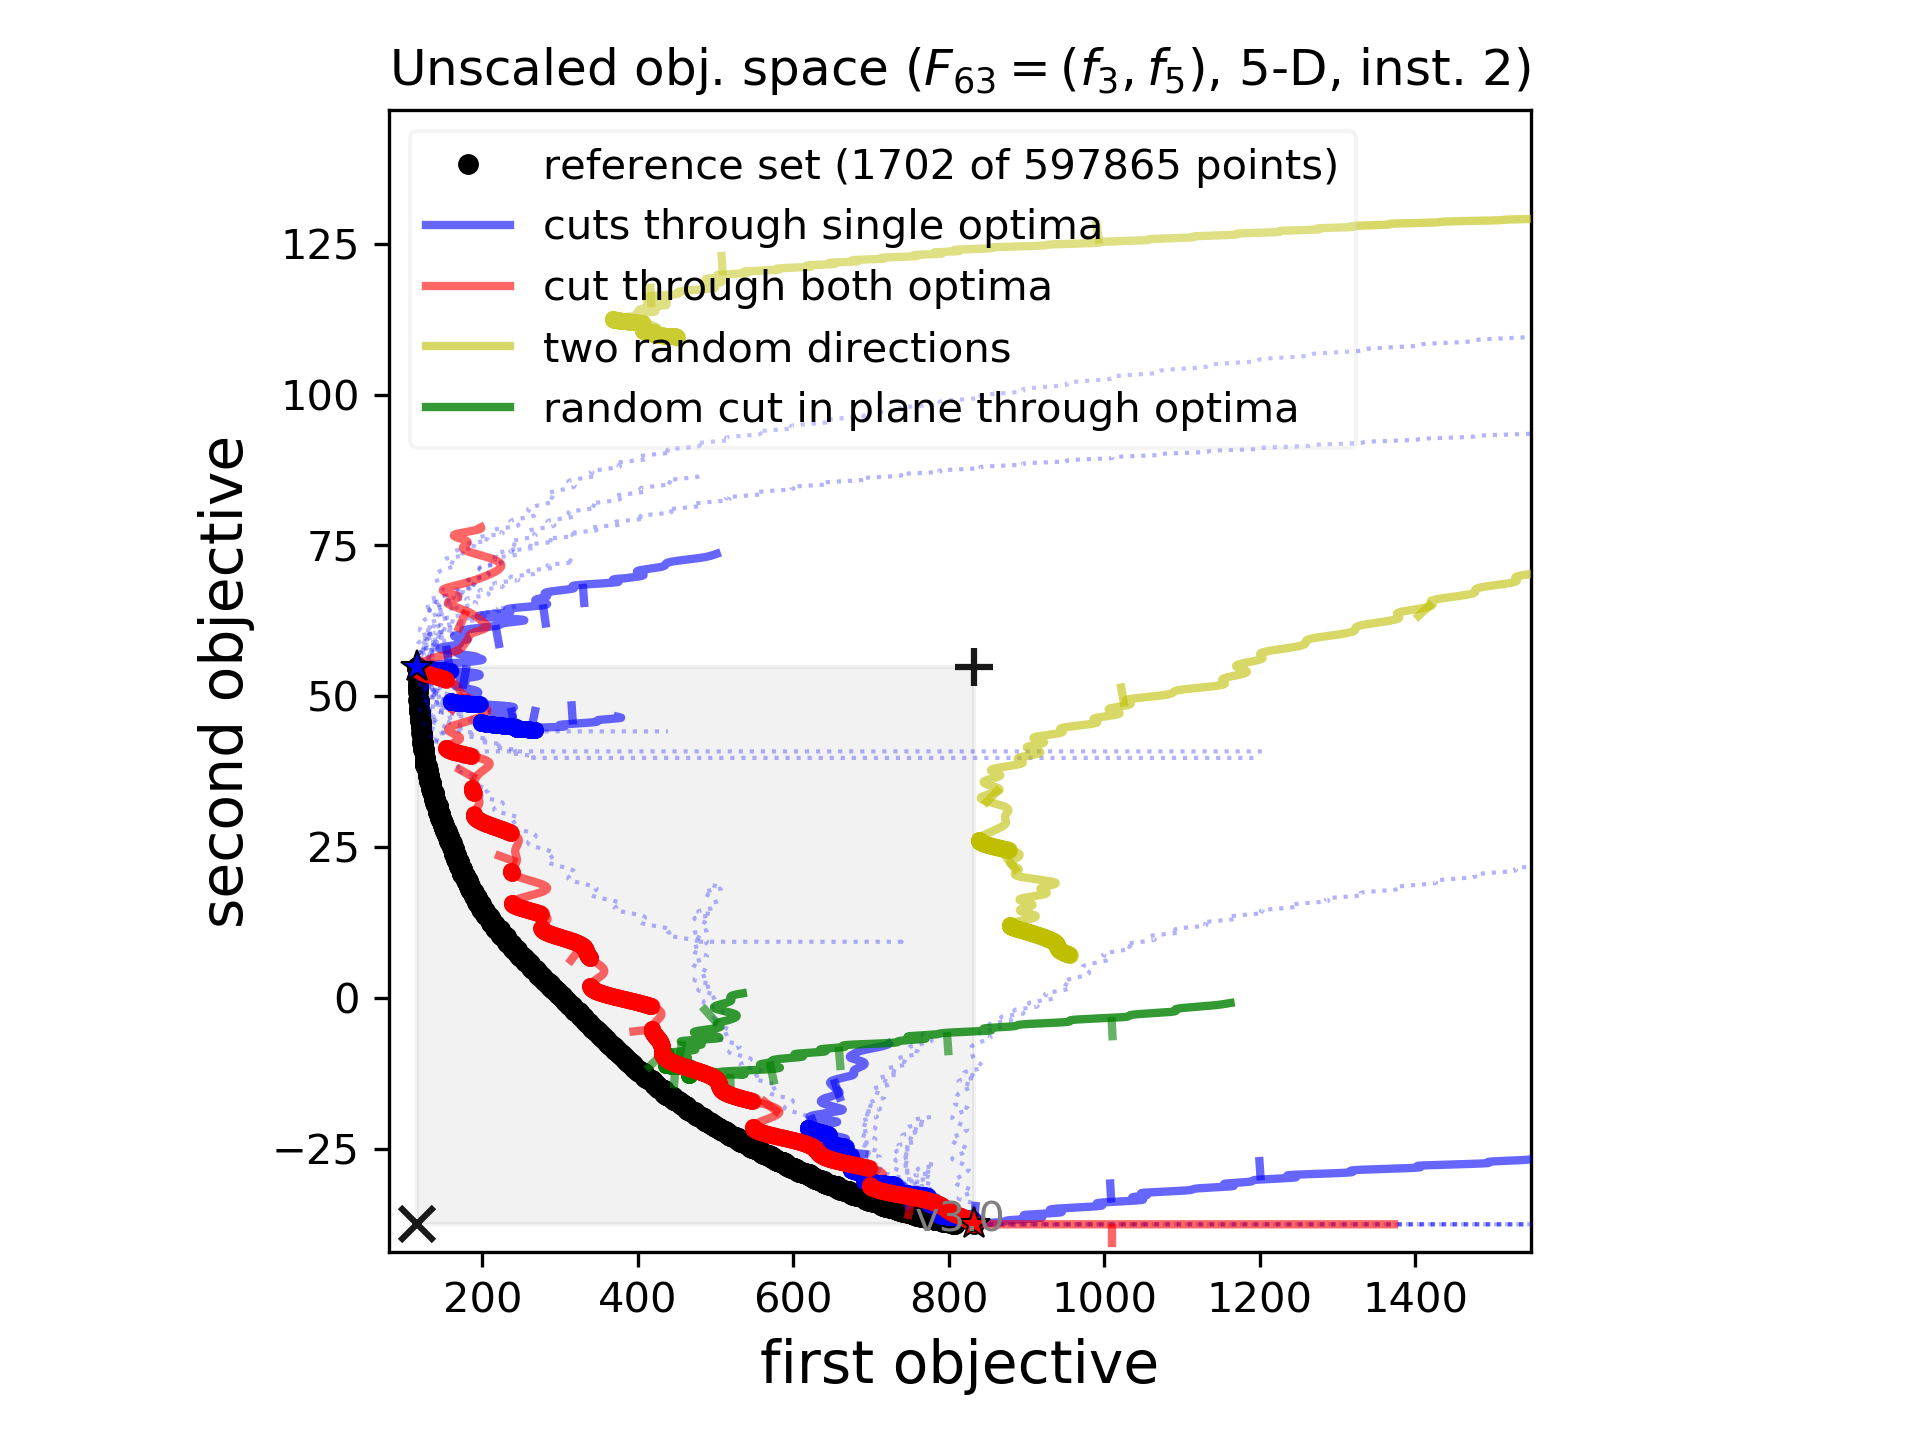 Unscaled obj. space (F₆₃ = (f₃, f₅), 5-D, inst. 2)
reference set (1702 of 597865 points)
cuts through single optima
cut through both optima
two random directions
random cut in plane through optima
125
100
75
50
25
0
−25
second objective
v3.0
200 400 600 800 1000 1200 1400
first objective